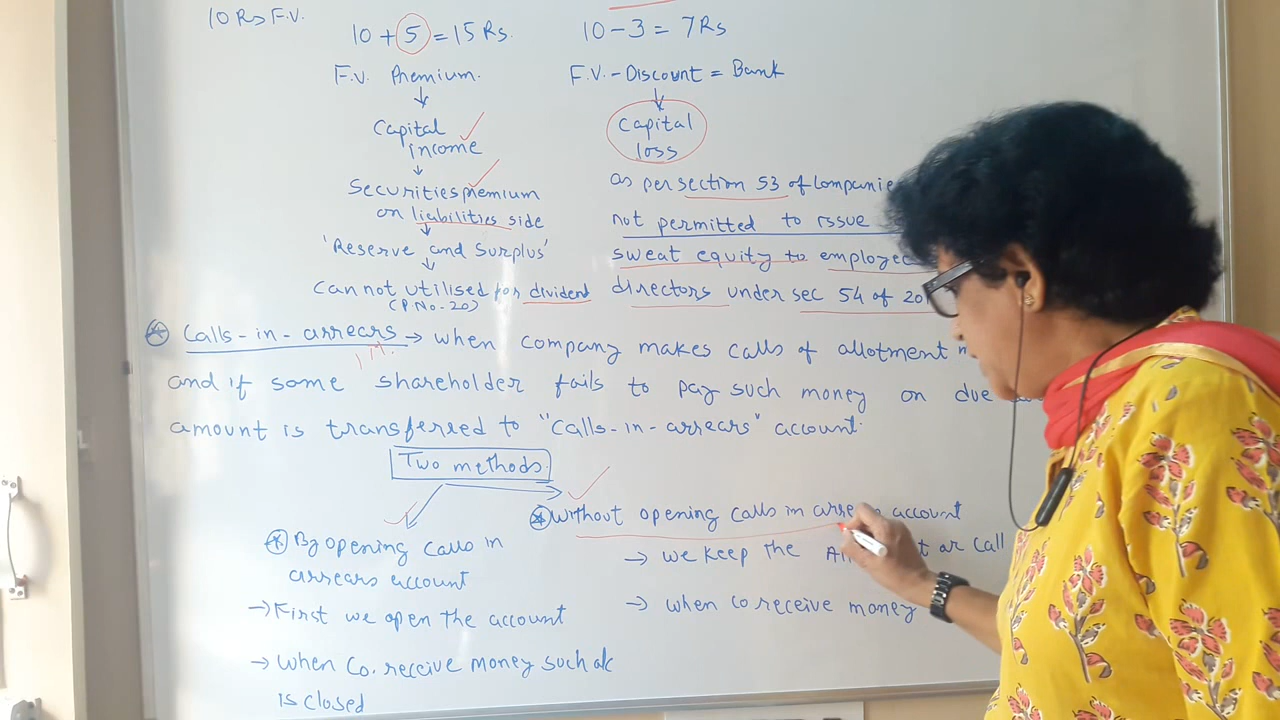 10 Rs F.V.
10 + 5 = 15 Rs.
F.V. Premium.
Capital
income
Securities premium
on liabilities side
'Reserve and Surplus'
Can not utilised for dividend
(P.No-20)
10 - 3 = 7 Rs
F.V. - Discount = Bank
Capital
loss
as per section 53 of
not permitted to issue
sweat equity to
directors under sec 54 of
Calls-in-arrears → when company makes calls of allotment
and if some shareholder fails to pay such money on due
amount is transferred to "calls-in-arrears" account.
Two methods
By opening calls in
arrears account
→ First we open the account
→ when Co. receive money such a/c
is closed
without opening calls in account
→ we keep the or call
→ when co receive money